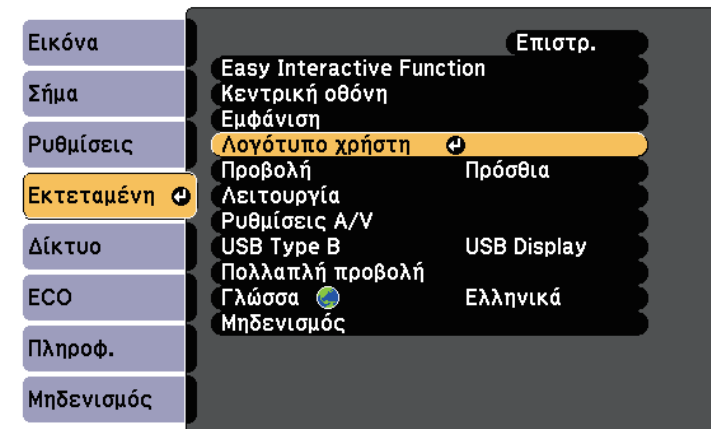 Εικόνα
Σήμα
Ρυθμίσεις
Εκτεταμένη
Δίκτυο
ECO
Πληροφ.
Μηδενισμός
Επιστρ.
Easy Interactive Function
Κεντρική οθόνη
Εμφάνιση
Λογότυπο χρήστη
Προβολή Πρόσθια
Λειτουργία
Ρυθμίσεις A/V
USB Type B USB Display
Πολλαπλή προβολή
Γλώσσα Ελληνικά
Μηδενισμός